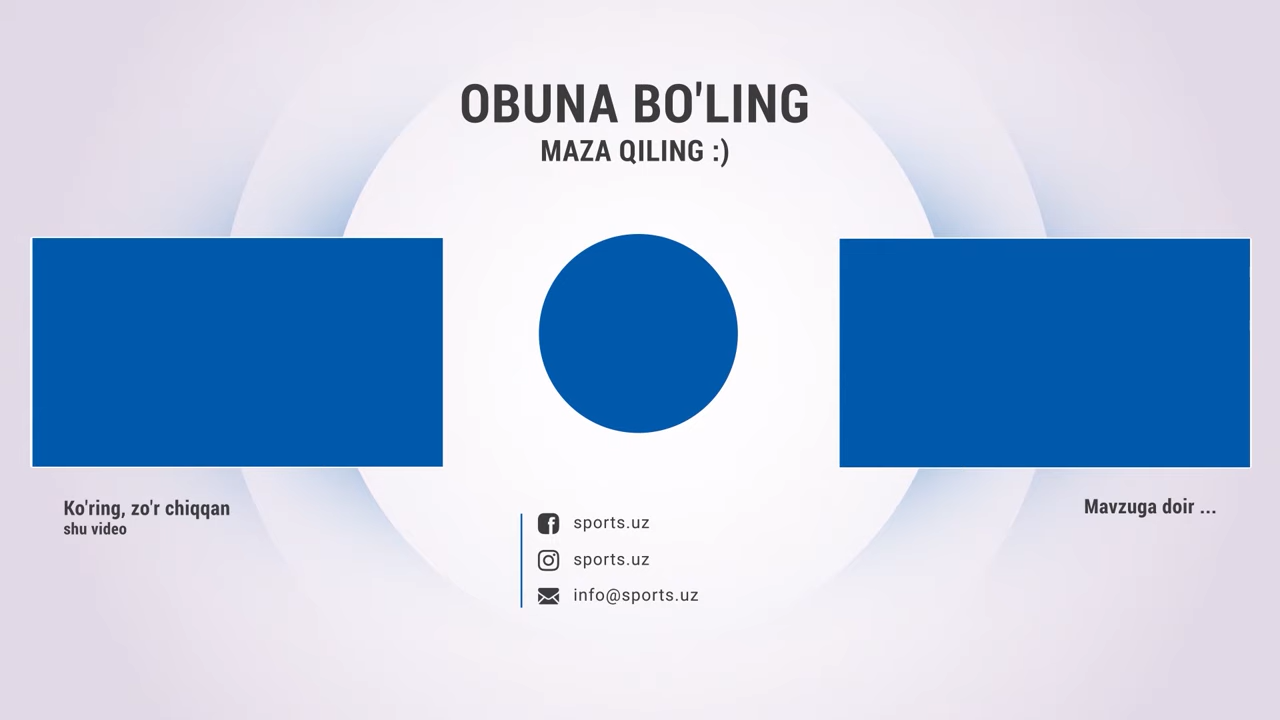 OBUNA BO'LING
MAZA QILING :)
Ko'ring, zo'r chiqqan
shu video
Mavzuga doir ...
sports.uz
sports.uz
info@sports.uz